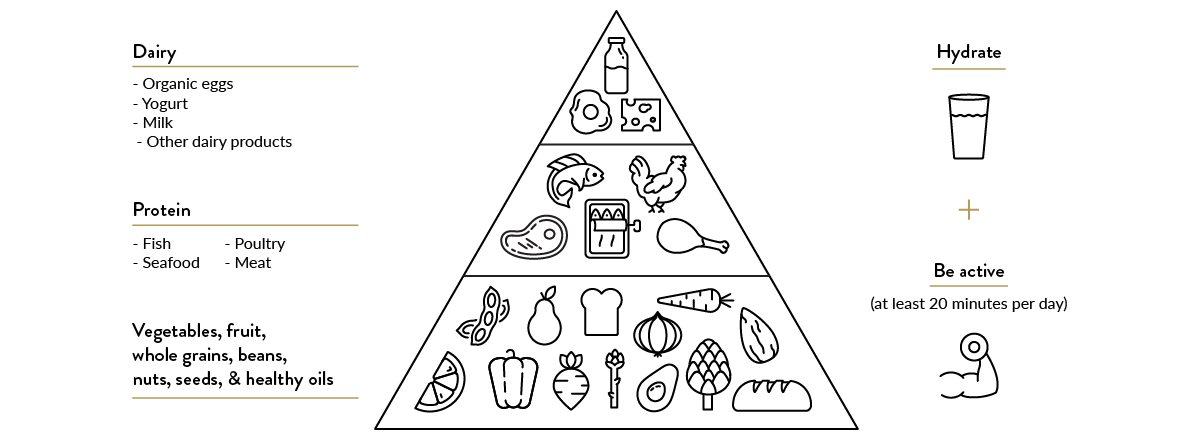 Dairy
- Organic eggs
- Yogurt
- Milk
- Other dairy products
Protein
- Fish - Poultry
- Seafood - Meat
Vegetables, fruit,
whole grains, beans,
nuts, seeds, & healthy oils
Hydrate
+
Be active
(at least 20 minutes per day)